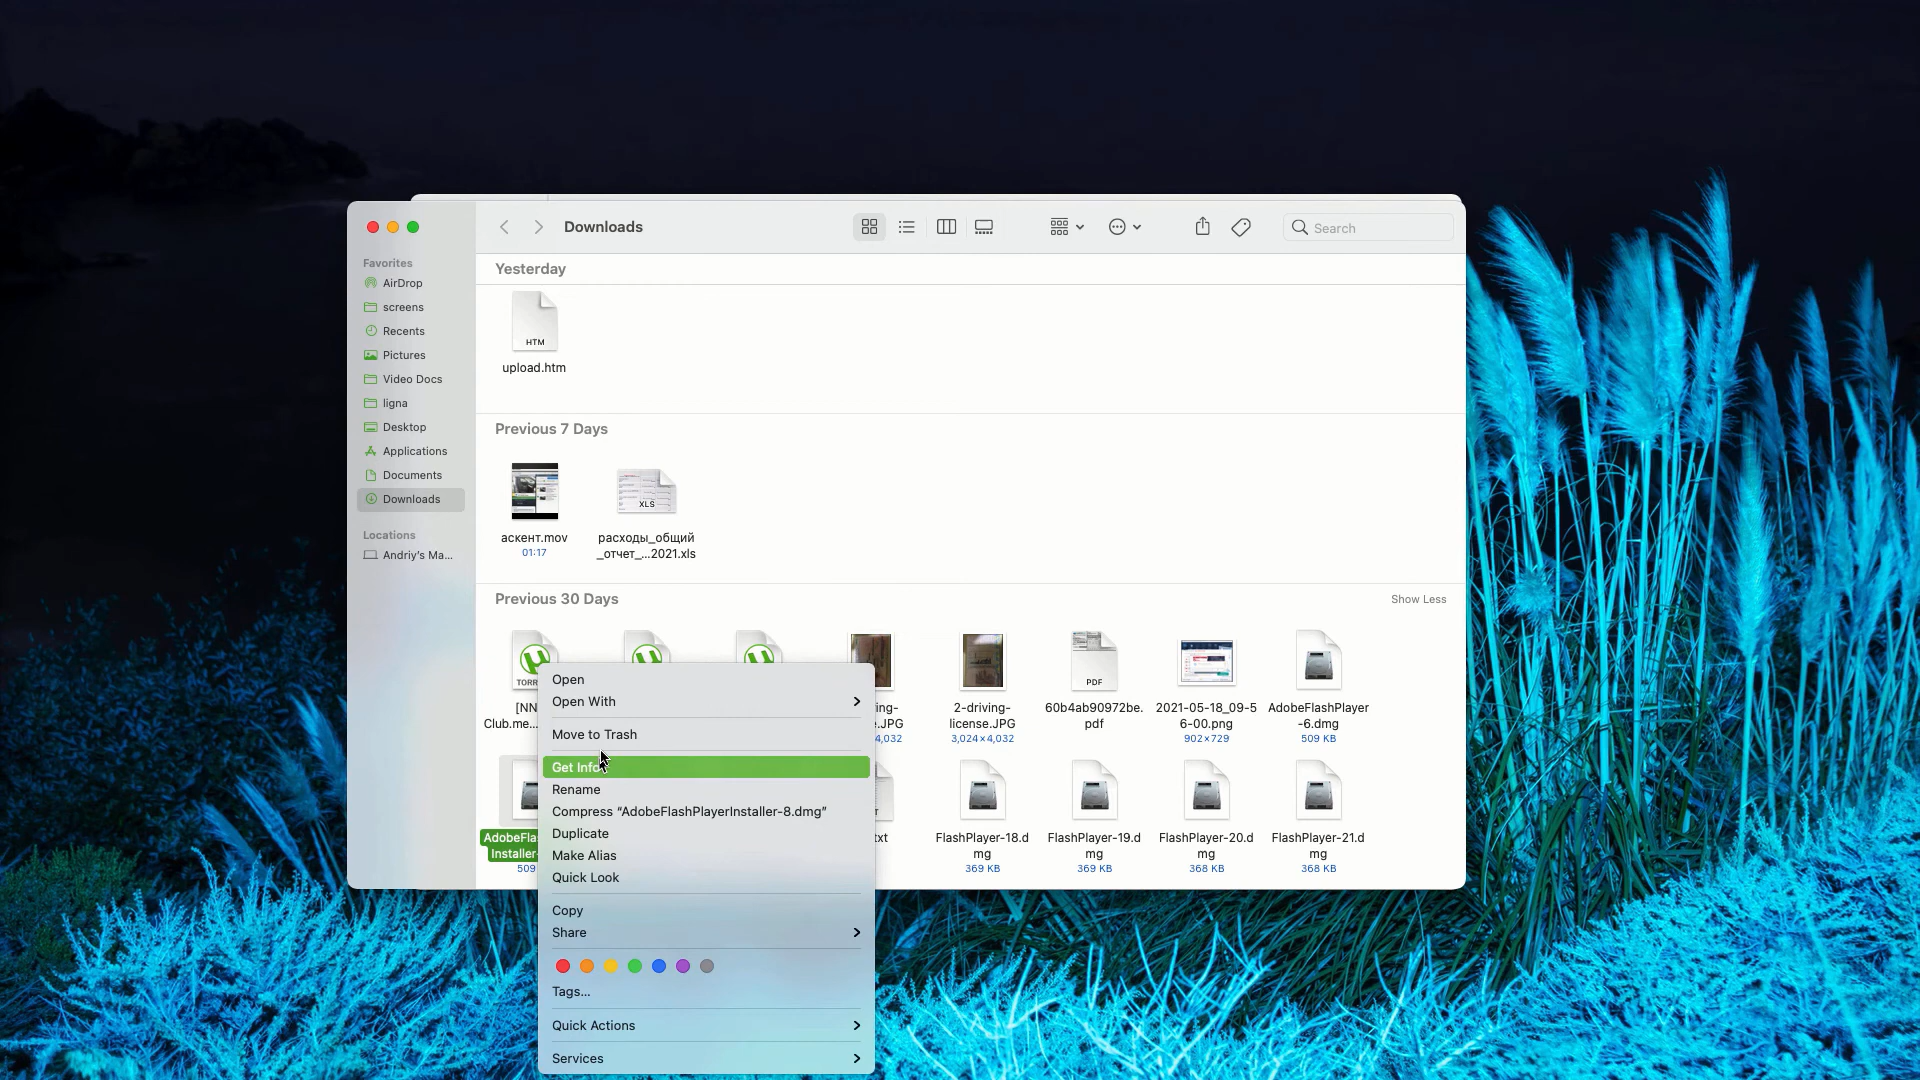 Downloads
Search
Favorites
AirDrop
screens
Recents
Pictures
Video Docs
ligna
Desktop
Applications
Documents
Downloads
Locations
Andriy's Ma...
Yesterday
HTM
upload.htm
Previous 7 Days
аскент.mov
01:17
XLS
расходы_общий
_отчет_...2021.xls
Previous 30 Days
Show Less
TORR
[NN
Club.me...
ing-
e.JPG
4,032
2-driving-
license.JPG
3,024×4,032
PDF
60b4ab90972be.
pdf
2021-05-18_09-5
6-00.png
902×729
AdobeFlashPlayer
-6.dmg
509 KB
AdobeFla
Installer-
509
txt
FlashPlayer-18.d
mg
369 KB
FlashPlayer-19.d
mg
369 KB
FlashPlayer-20.d
mg
368 KB
FlashPlayer-21.d
mg
368 KB
Open
Open With
Move to Trash
Get Info
Rename
Compress “AdobeFlashPlayerInstaller-8.dmg”
Duplicate
Make Alias
Quick Look
Copy
Share
Tags...
Quick Actions
Services